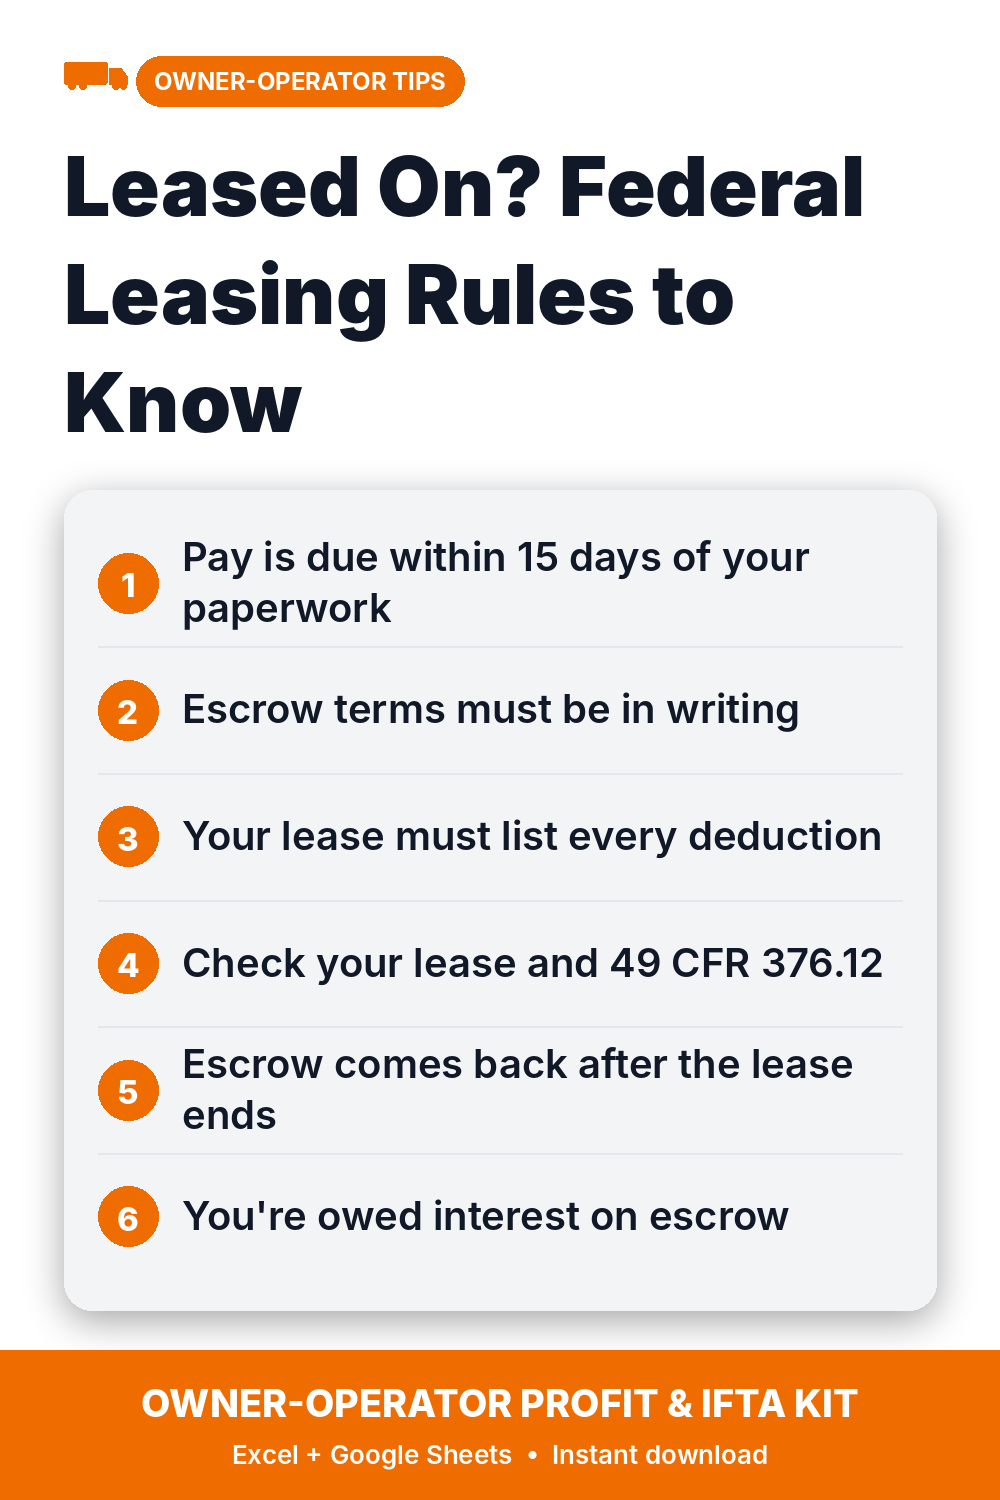 OWNER-OPERATOR TIPS
Leased On? Federal
Leasing Rules to
Know
1 Pay is due within 15 days of your
paperwork
2 Escrow terms must be in writing
3 Your lease must list every deduction
4 Check your lease and 49 CFR 376.12
5 Escrow comes back after the lease
ends
6 You're owed interest on escrow
OWNER-OPERATOR PROFIT & IFTA KIT
Excel + Google Sheets • Instant download